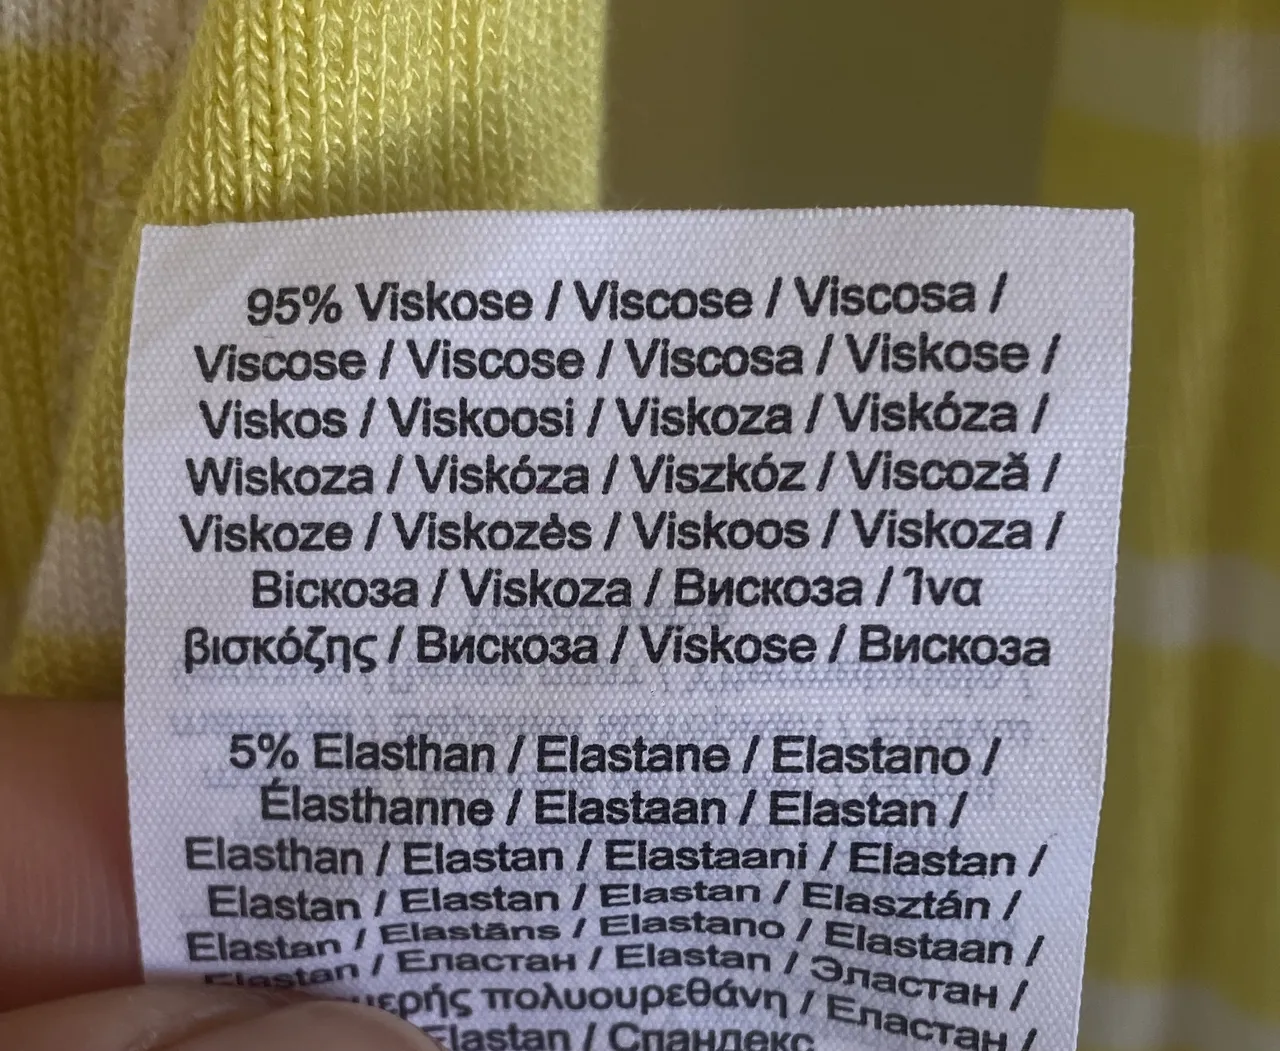 95% Viskose / Viscose / Viscosa /
Viscose / Viscose / Viscosa / Viskose /
Viskos / Viskoosi / Viskoza / Viskóza /
Wiskoza / Viskóza / Viszkóz / Viscoză /
Viskoze / Viskozės / Viskoos / Viskoza /
Віскоза / Viskoza / Вискоза / Ίνα
βισκόζης / Вискоза / Viskose / Вискоза
5% Elasthan / Elastane / Elastano /
Élasthanne / Elastaan / Elastan /
Elasthan / Elastan / Elastaani / Elastan /
Elastan / Elastan / Elastan / Elasztán /
Elastan / Elastāns / Elastano / Elastaan /
Elastan / Еластан / Elastan / Эластан /
πολυουρεθάνη / Еластан /
Elastan / Спандекс